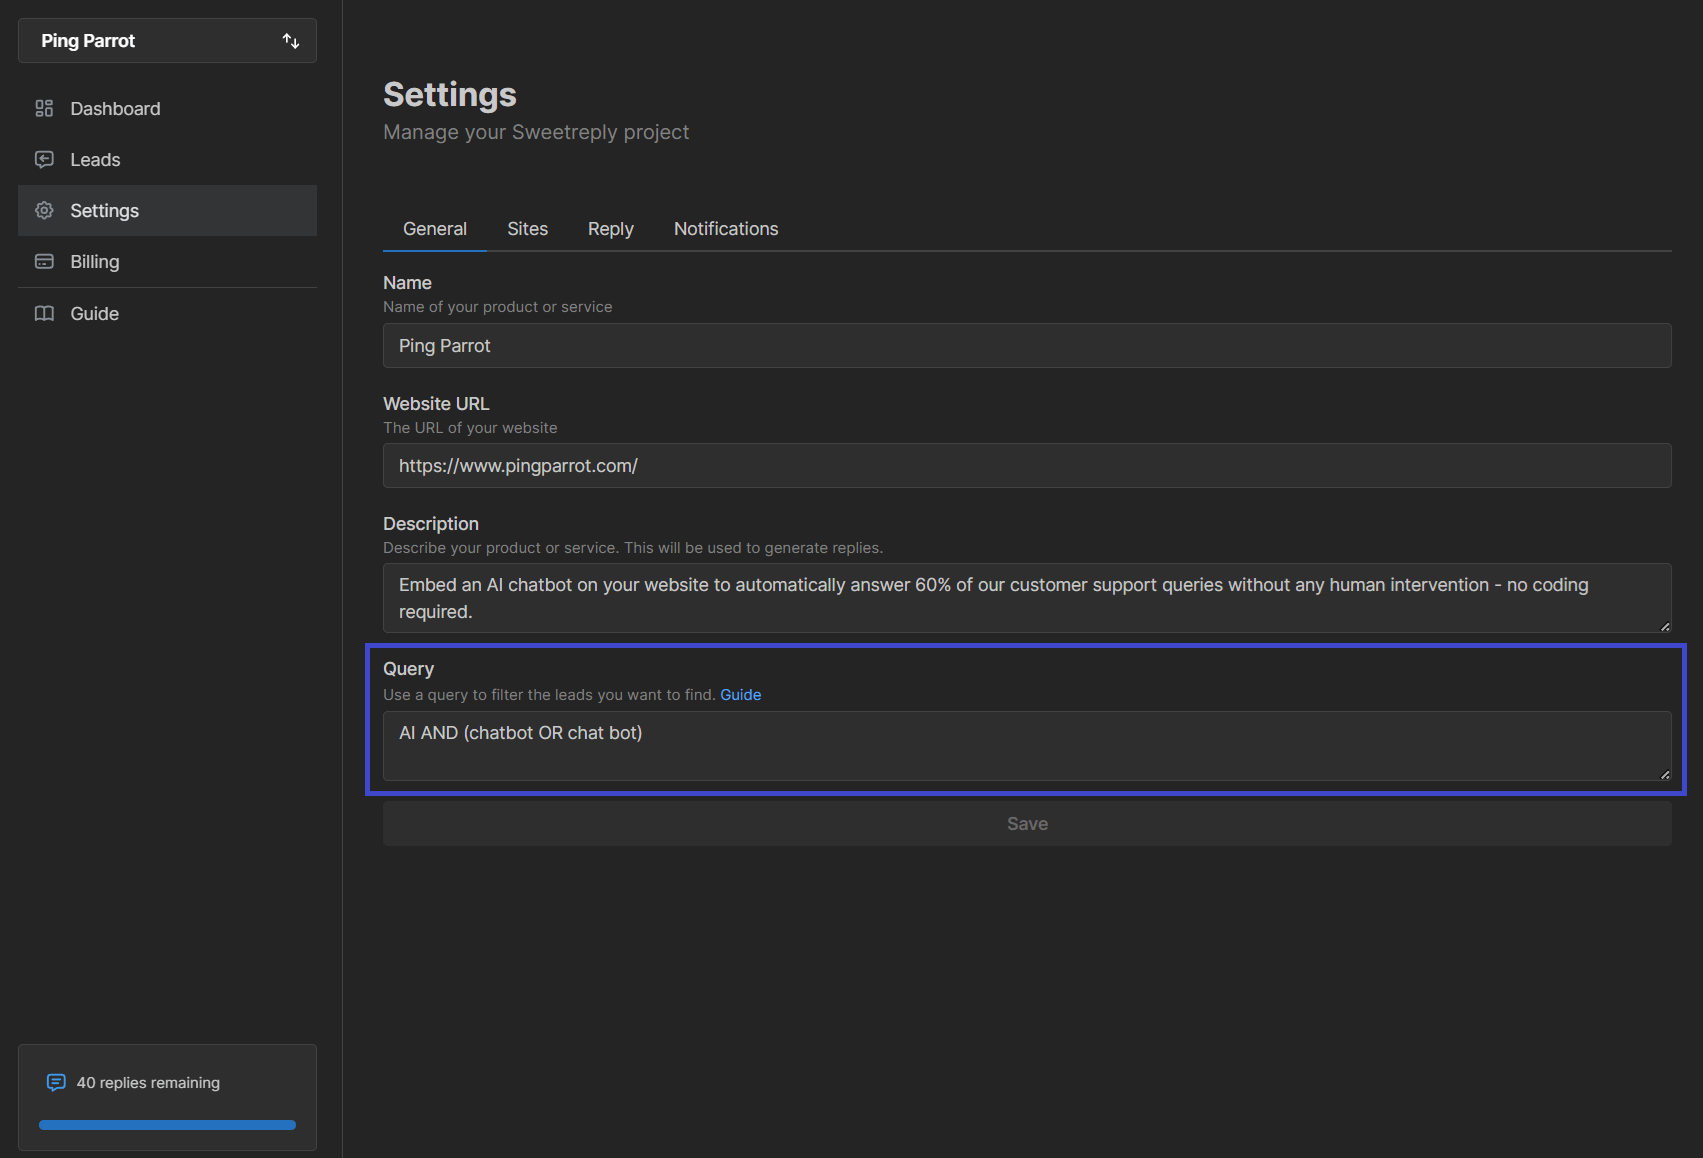 Ping Parrot
Dashboard
Leads
Settings
Billing
Guide
40 replies remaining
Settings
Manage your Sweetreply project
General Sites Reply Notifications
Name
Name of your product or service
Ping Parrot
Website URL
The URL of your website
https://www.pingparrot.com/
Description
Describe your product or service. This will be used to generate replies.
Embed an AI chatbot on your website to automatically answer 60% of our customer support queries without any human intervention - no coding
required.
Query
Use a query to filter the leads you want to find. Guide
AI AND (chatbot OR chat bot)
Save